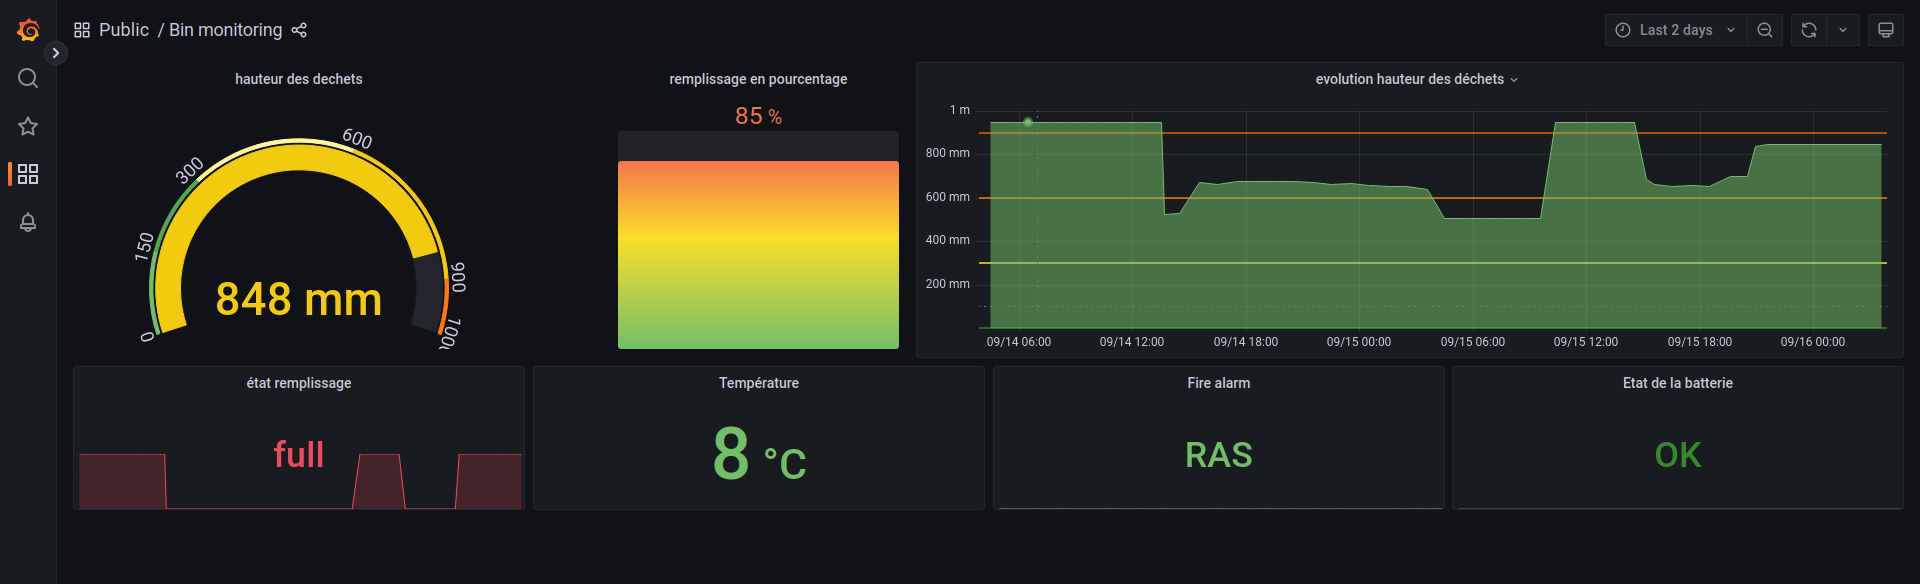 Public / Bin monitoring
Last 2 days
hauteur des dechets
0
150
300
600
900
1000
848 mm
remplissage en pourcentage
85 %
evolution hauteur des déchets
1 m
800 mm
600 mm
400 mm
200 mm
09/14 06:00 09/14 12:00 09/14 18:00 09/15 00:00 09/15 06:00 09/15 12:00 09/15 18:00 09/16 00:00
état remplissage
full
Température
8 °C
Fire alarm
RAS
Etat de la batterie
OK